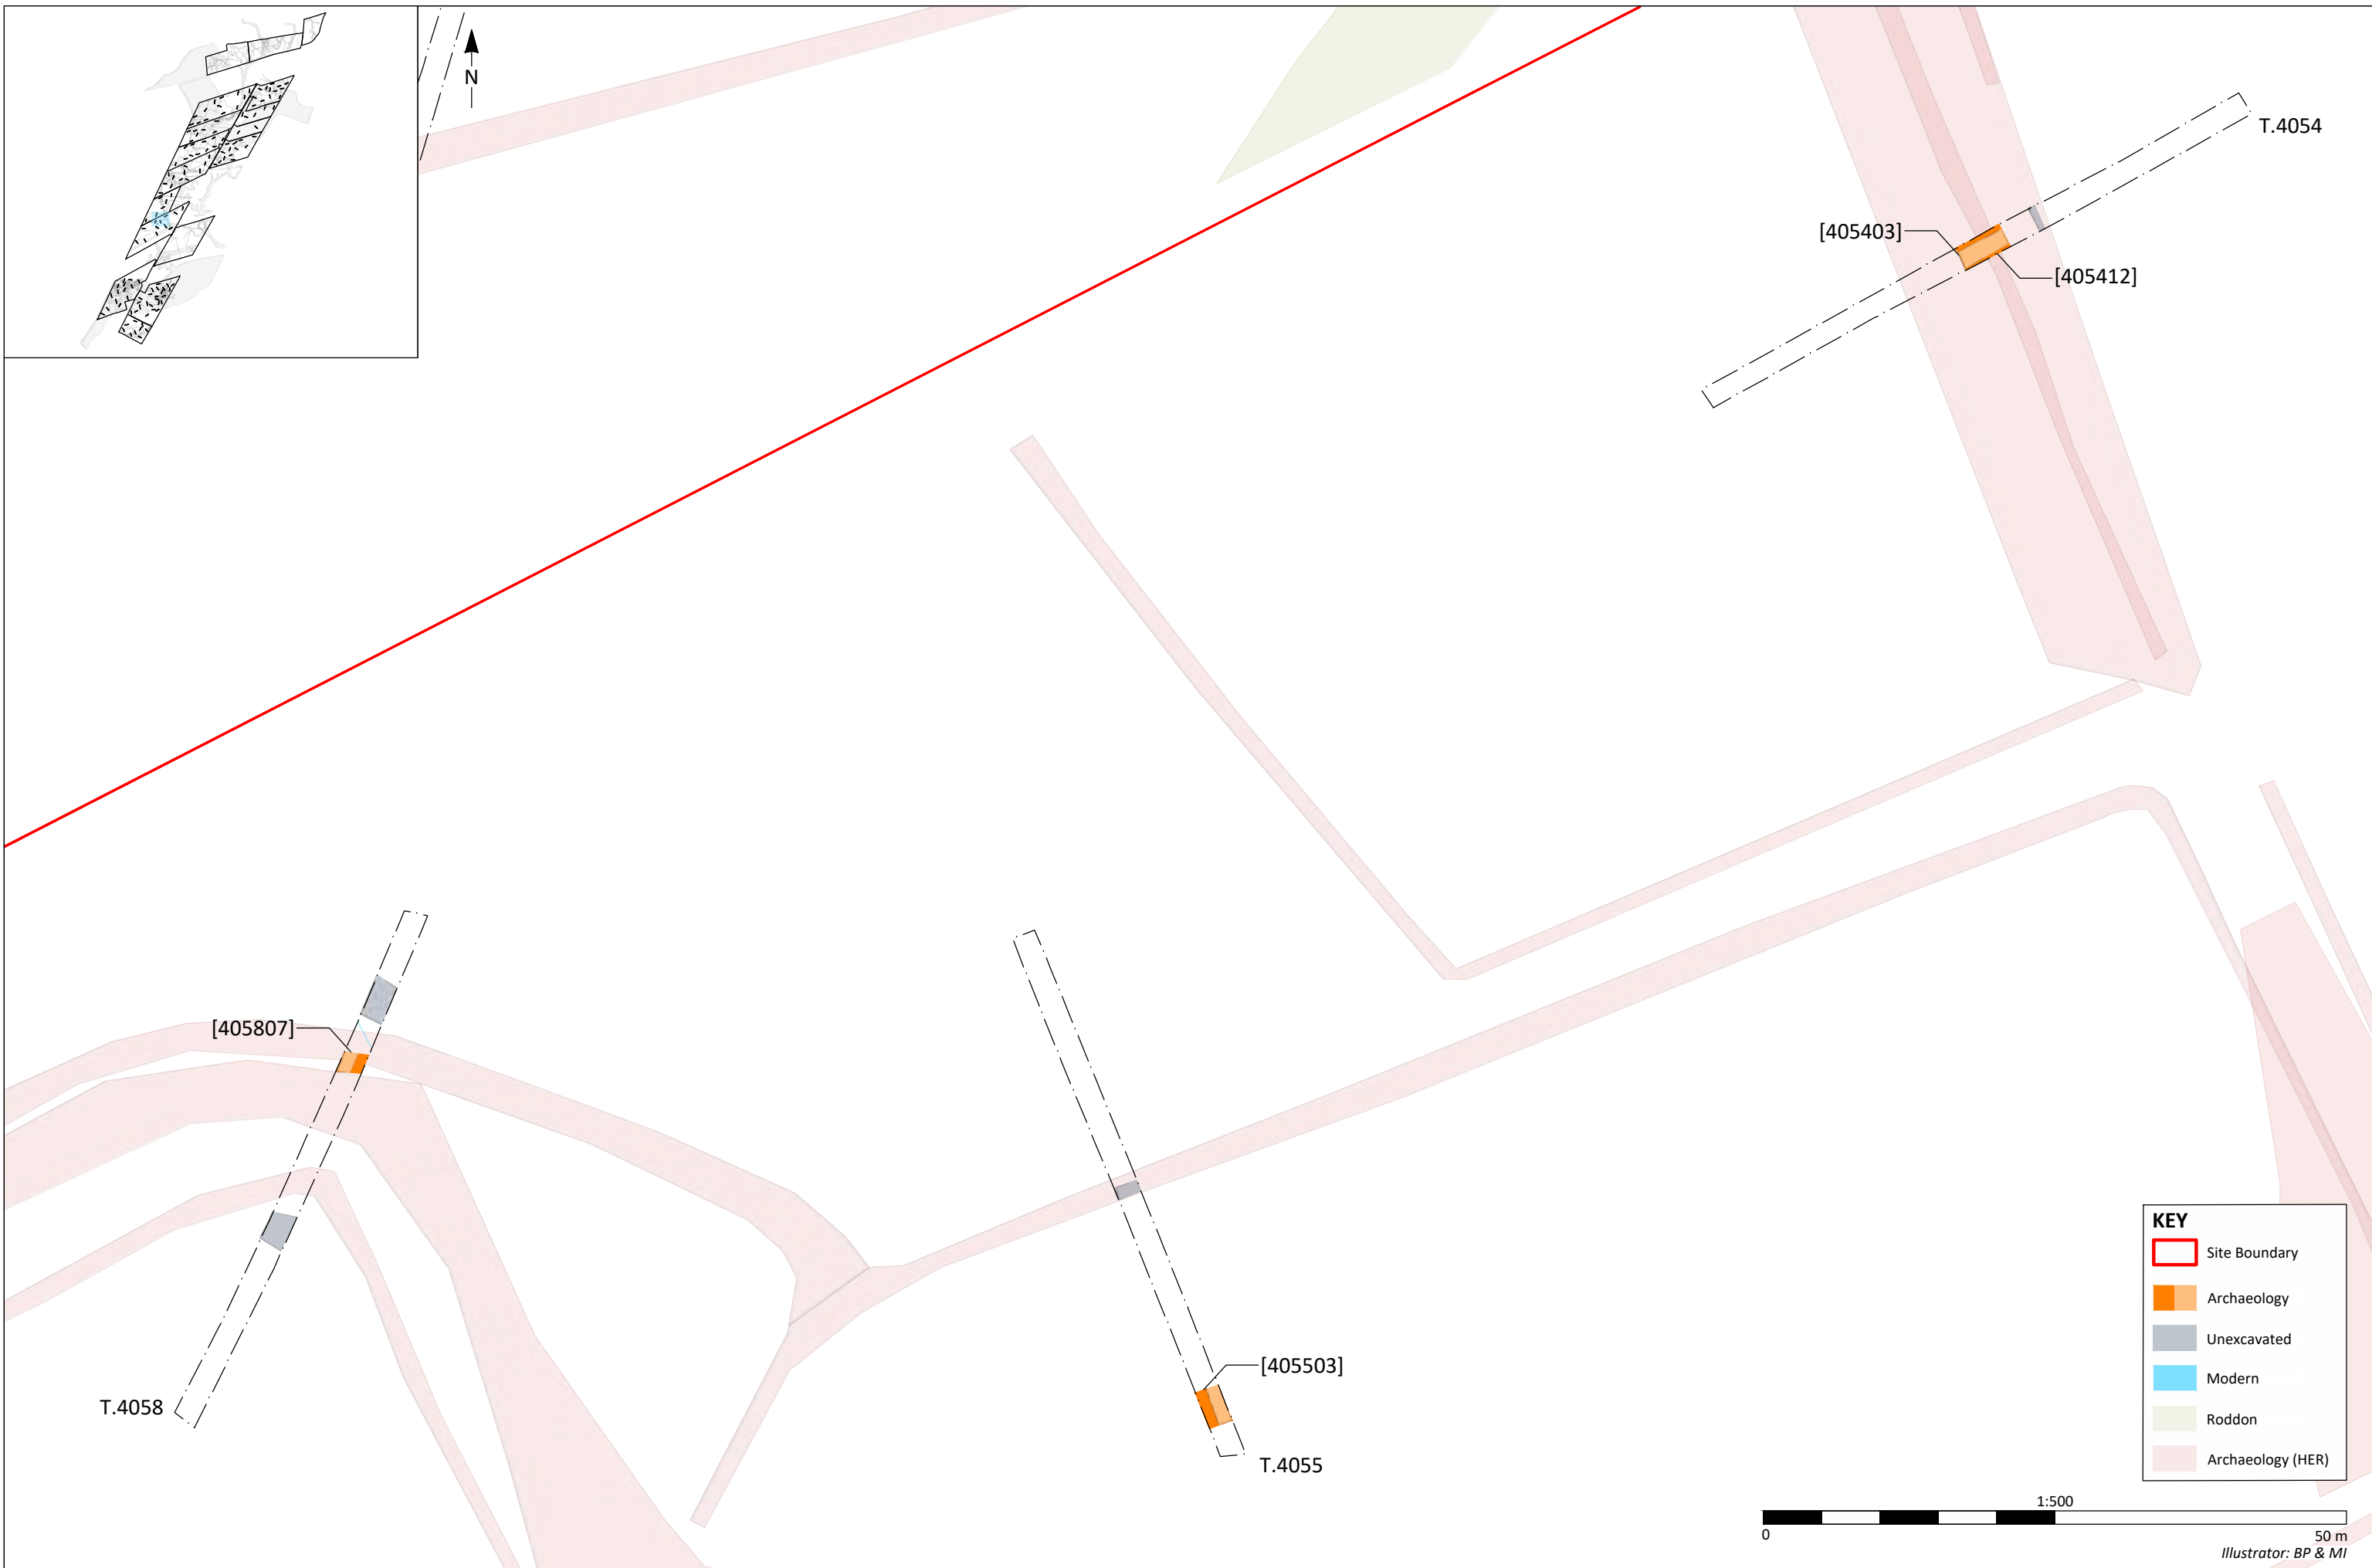 N
T.4054
[405403]
[405412]
[405807]
[405503]
T.4058
T.4055
KEY
Site Boundary
Archaeology
Unexcavated
Modern
Roddon
Archaeology (HER)
1:500
0
50 m
Illustrator: BP & MI